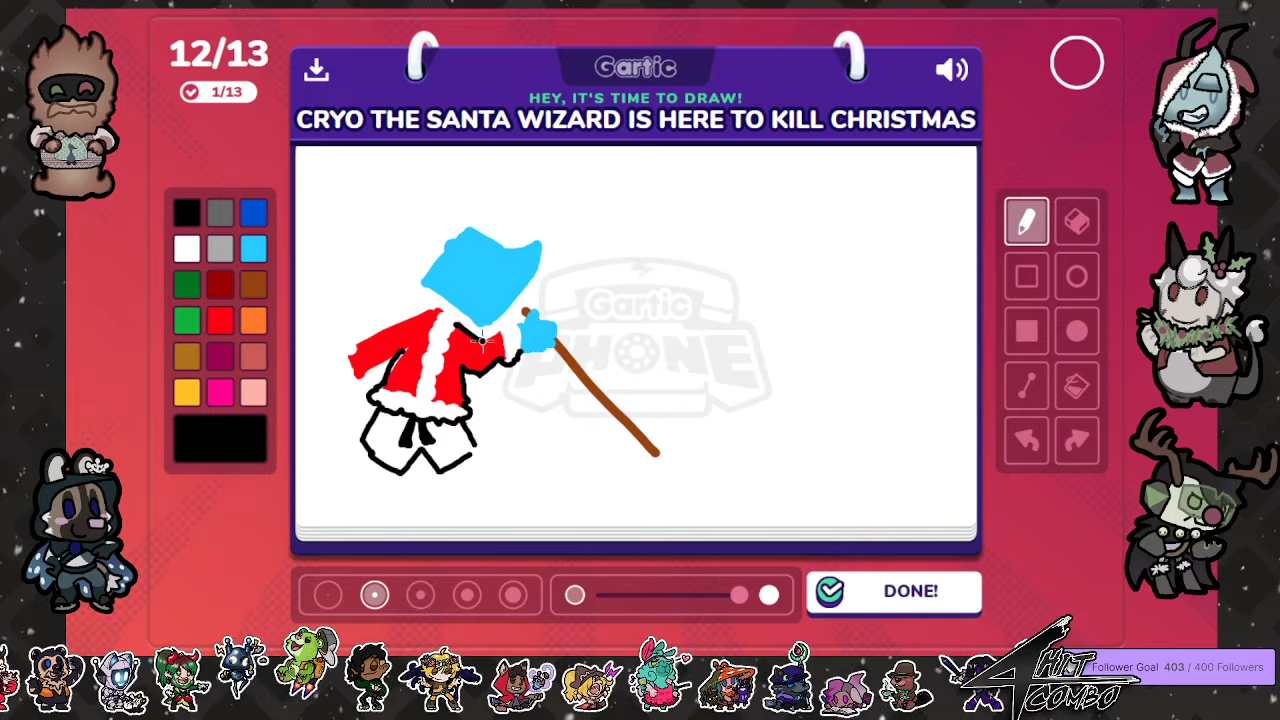 12/13
1/13
Gartic
HEY, IT'S TIME TO DRAW!
CRYO THE SANTA WIZARD IS HERE TO KILL CHRISTMAS
Gartic
PHONE
DONE!
4 HIT COMBO
Follower Goal 403 / 400 Followers